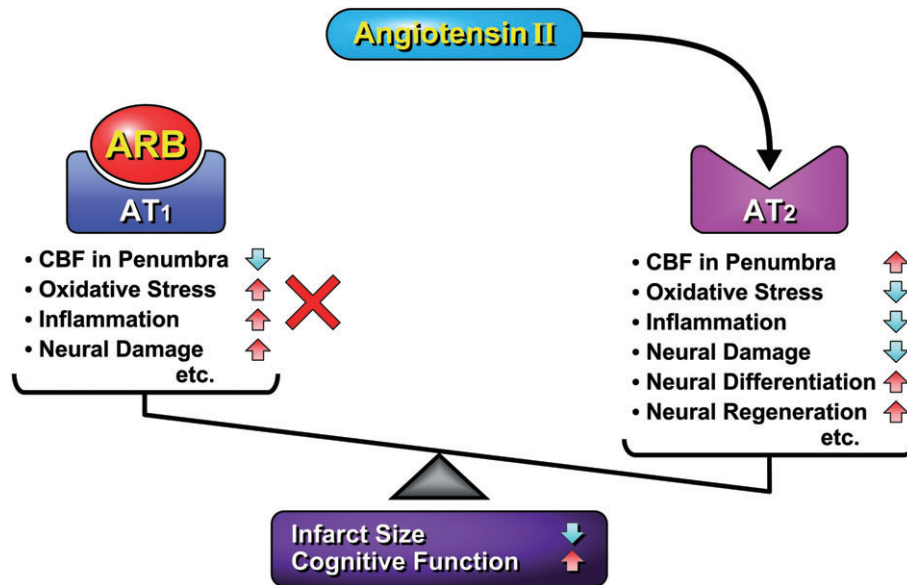 Angiotensin II
ARB
AT1
• CBF in Penumbra
• Oxidative Stress
• Inflammation
• Neural Damage
etc.
AT2
• CBF in Penumbra
• Oxidative Stress
• Inflammation
• Neural Damage
• Neural Differentiation
• Neural Regeneration
etc.
Infarct Size
Cognitive Function